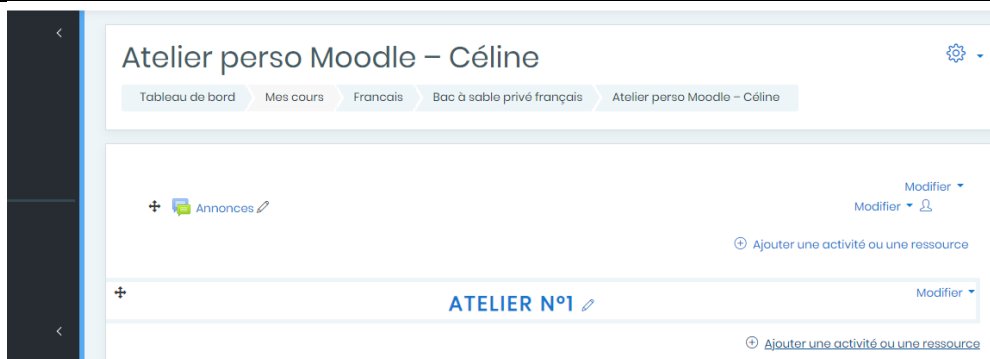 Atelier perso Moodle – Céline
Tableau de bord Mes cours Francais Bac à sable privé français Atelier perso Moodle – Céline
Modifier
Annonces Modifier
Ajouter une activité ou une ressource
ATELIER N°1 Modifier
Ajouter une activité ou une ressource